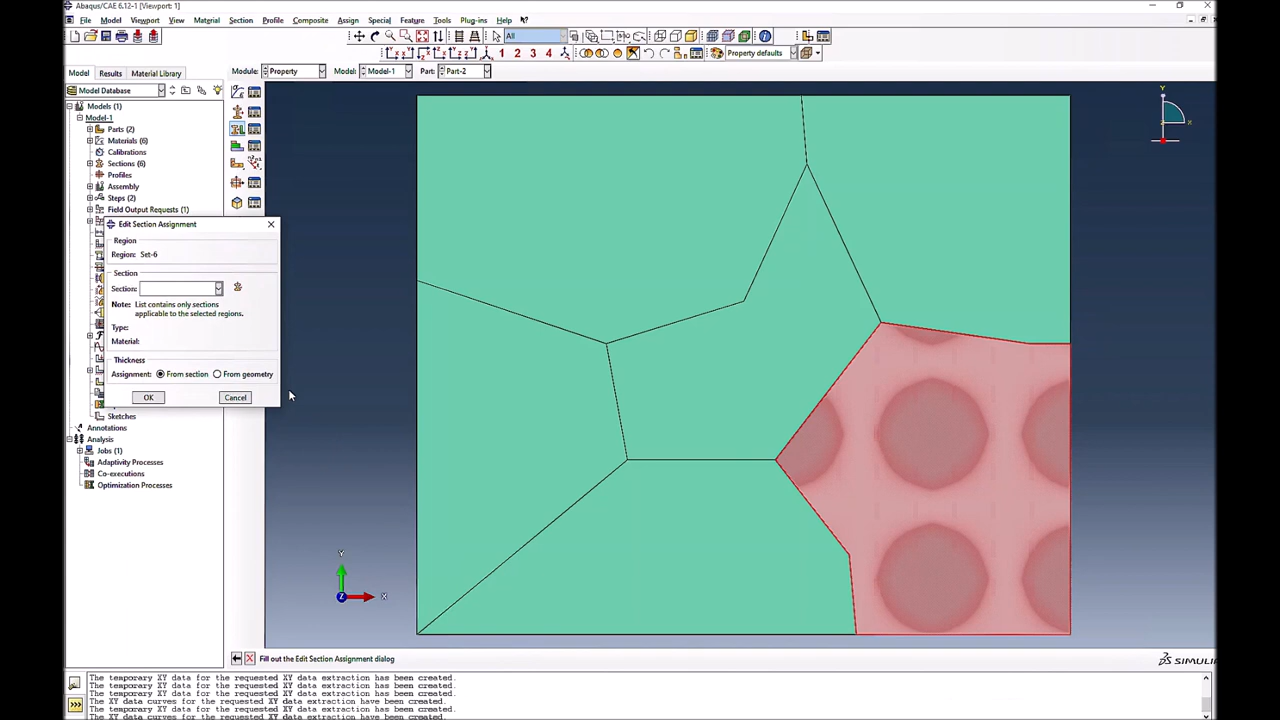 Abaqus/CAE 6.12-1 [Viewport: 1]
File Model Viewport View Material Section Profile Composite Assign Special Feature Tools Plug-ins Help
All
1 2 3 4 Property defaults
Model Results Material Library Module: Property Model: Model-1 Part: Part-2
Model Database
Models (1)
Model-1
Parts (2)
Materials (6)
Calibrations
Sections (6)
Profiles
Assembly
Steps (2)
Field Output Requests (1)
Edit Section Assignment
Region
Region: Set-6
Section
Section:
Note: List contains only sections
applicable to the selected regions.
Type:
Material:
Thickness
Assignment: From section From geometry
OK Cancel
Sketches
Annotations
Analysis
Jobs (1)
Adaptivity Processes
Co-executions
Optimization Processes
Y
X
Y
Z X
Fill out the Edit Section Assignment dialog
The temporary XY data for the requested XY data extraction has been created.
The temporary XY data for the requested XY data extraction has been created.
The XY data curves for the requested XY data extraction have been created.
The temporary XY data for the requested XY data extraction has been created.
The XY data curves for the requested XY data extraction have been created.